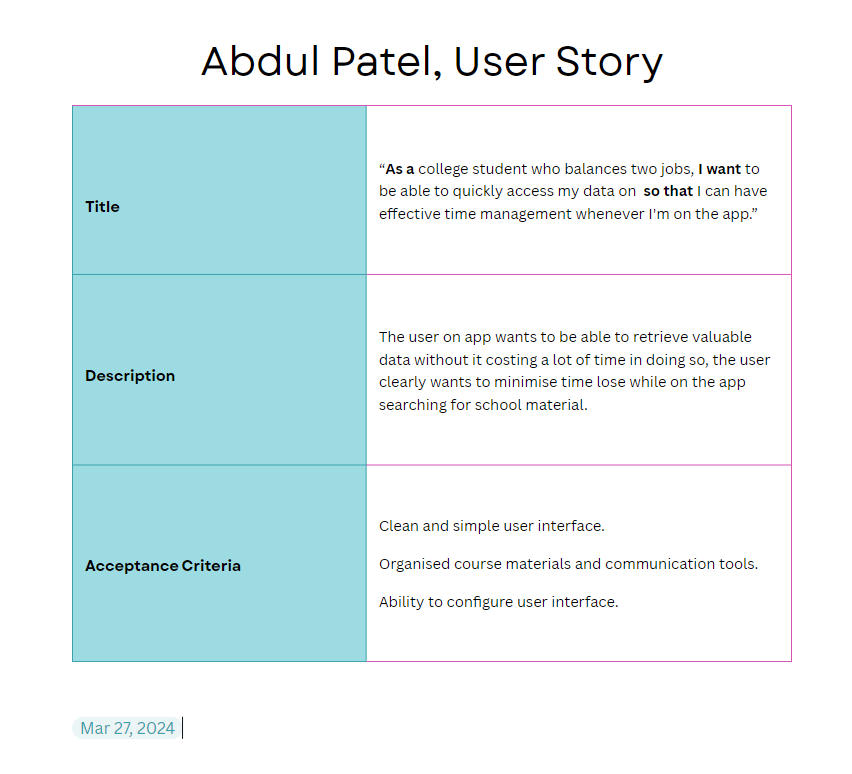 Abdul Patel, User Story
Title
“As a college student who balances two jobs, I want to
be able to quickly access my data on  so that I can have
effective time management whenever I'm on the app.”
Description
The user on app wants to be able to retrieve valuable
data without it costing a lot of time in doing so, the user
clearly wants to minimise time lose while on the app
searching for school material.
Acceptance Criteria
Clean and simple user interface.
Organised course materials and communication tools.
Ability to configure user interface.
Mar 27, 2024